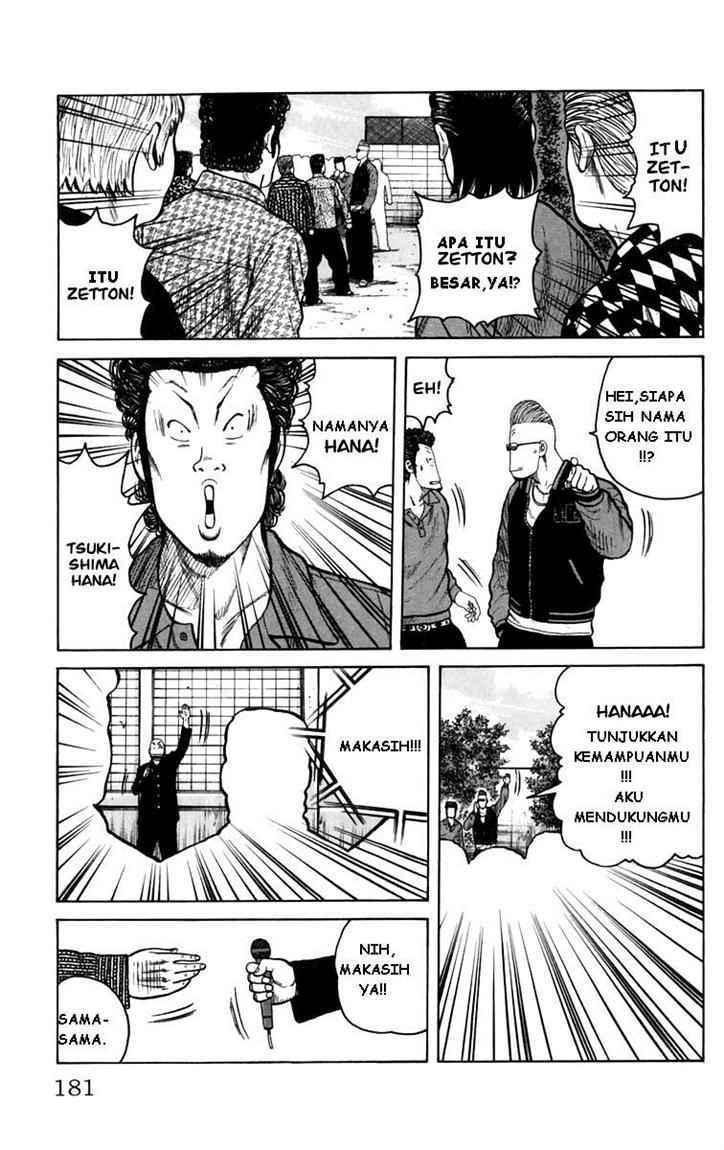 ITU
ZET-
TON!
APA ITU
ZETTON?
BESAR,YA!?
ITU
ZETTON!
HEI,SIAPA
SIH NAMA
ORANG ITU
!!?
EH!
NAMANYA
HANA!
TSUKI-
SHIMA
HANA!
HANAAA!
TUNJUKKAN
KEMAMPUANMU
!!!
AKU
MENDUKUNGMU
!!!
MAKASIH!!!
NIH,
MAKASIH
YA!!
SAMA-
SAMA.
181